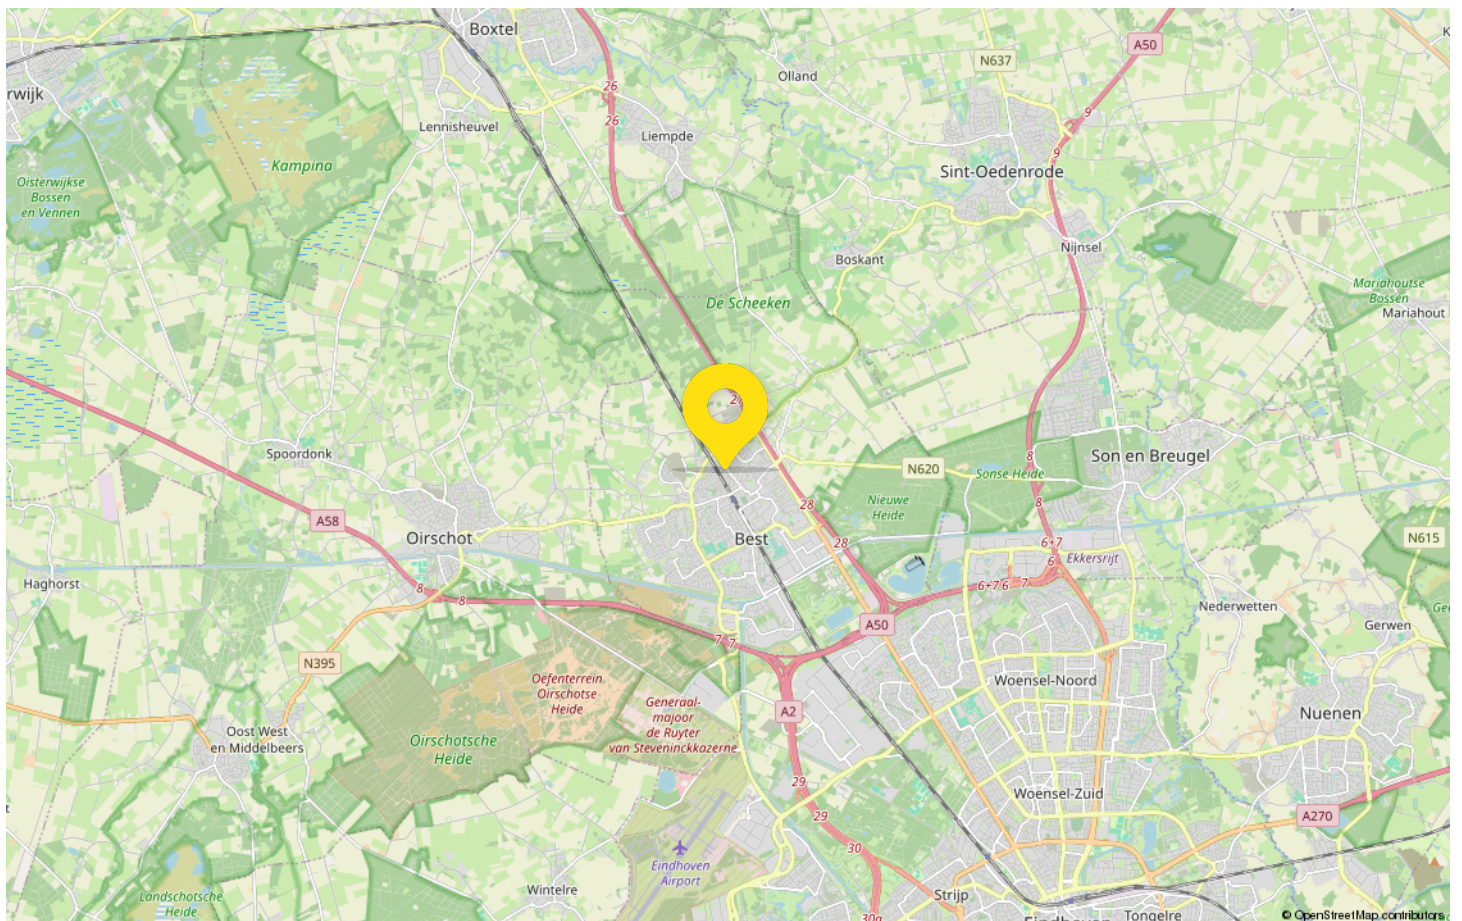 Boxtel
A50
N637
Olland
rwijk
26
9
26
Lennisheuvel
Liempde
9
Kampina
Sint-Oedenrode
Oisterwijkse
Bossen
en Vennen
Nijnsel
Boskant
Mariahoutse
Bossen
De Scheeken
Mariahout
Spoordonk
8
Son en Breugel
N620
Sonse Heide
Nieuwe
Heide
28
8
A58
Oirschot
Best
28
6+7
N615
Ekkersrijt
6
Haghorst
8
8
6+7
6
7
Nederwetten
A50
Gerwen
7
7
N395
Oefenterrein
Oirschotse
Heide
Woensel-Noord
Generaal-
majoor
de Ruyter
van Steveninckkazerne
A2
Nuenen
Oost West
en Middelbeers
Oirschotsche
Heide
29
Woensel-Zuid
29
A270
30
Eindhoven
Airport
Landschotsche
Heide
Wintelre
Strijp
Tongelre
© OpenStreetMap contributors